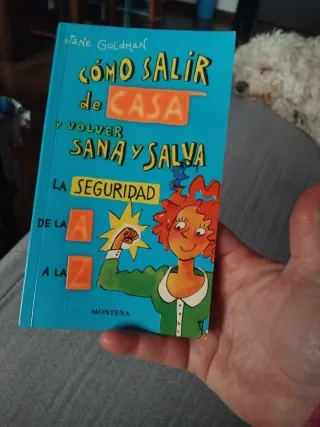 JANE GOLDMAN
CÓMO SALIR
de CASA
Y VOLVER
SANA Y SALVA
LA SEGURIDAD
DE LA A
A LA Z
MONTENA